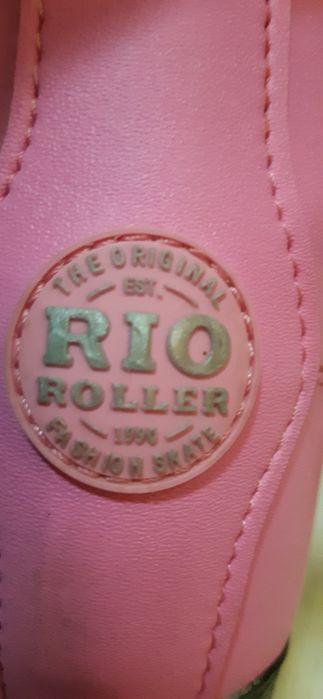 THE ORIGINAL
EST.
RIO
ROLLER
1990
FASHION SKATE